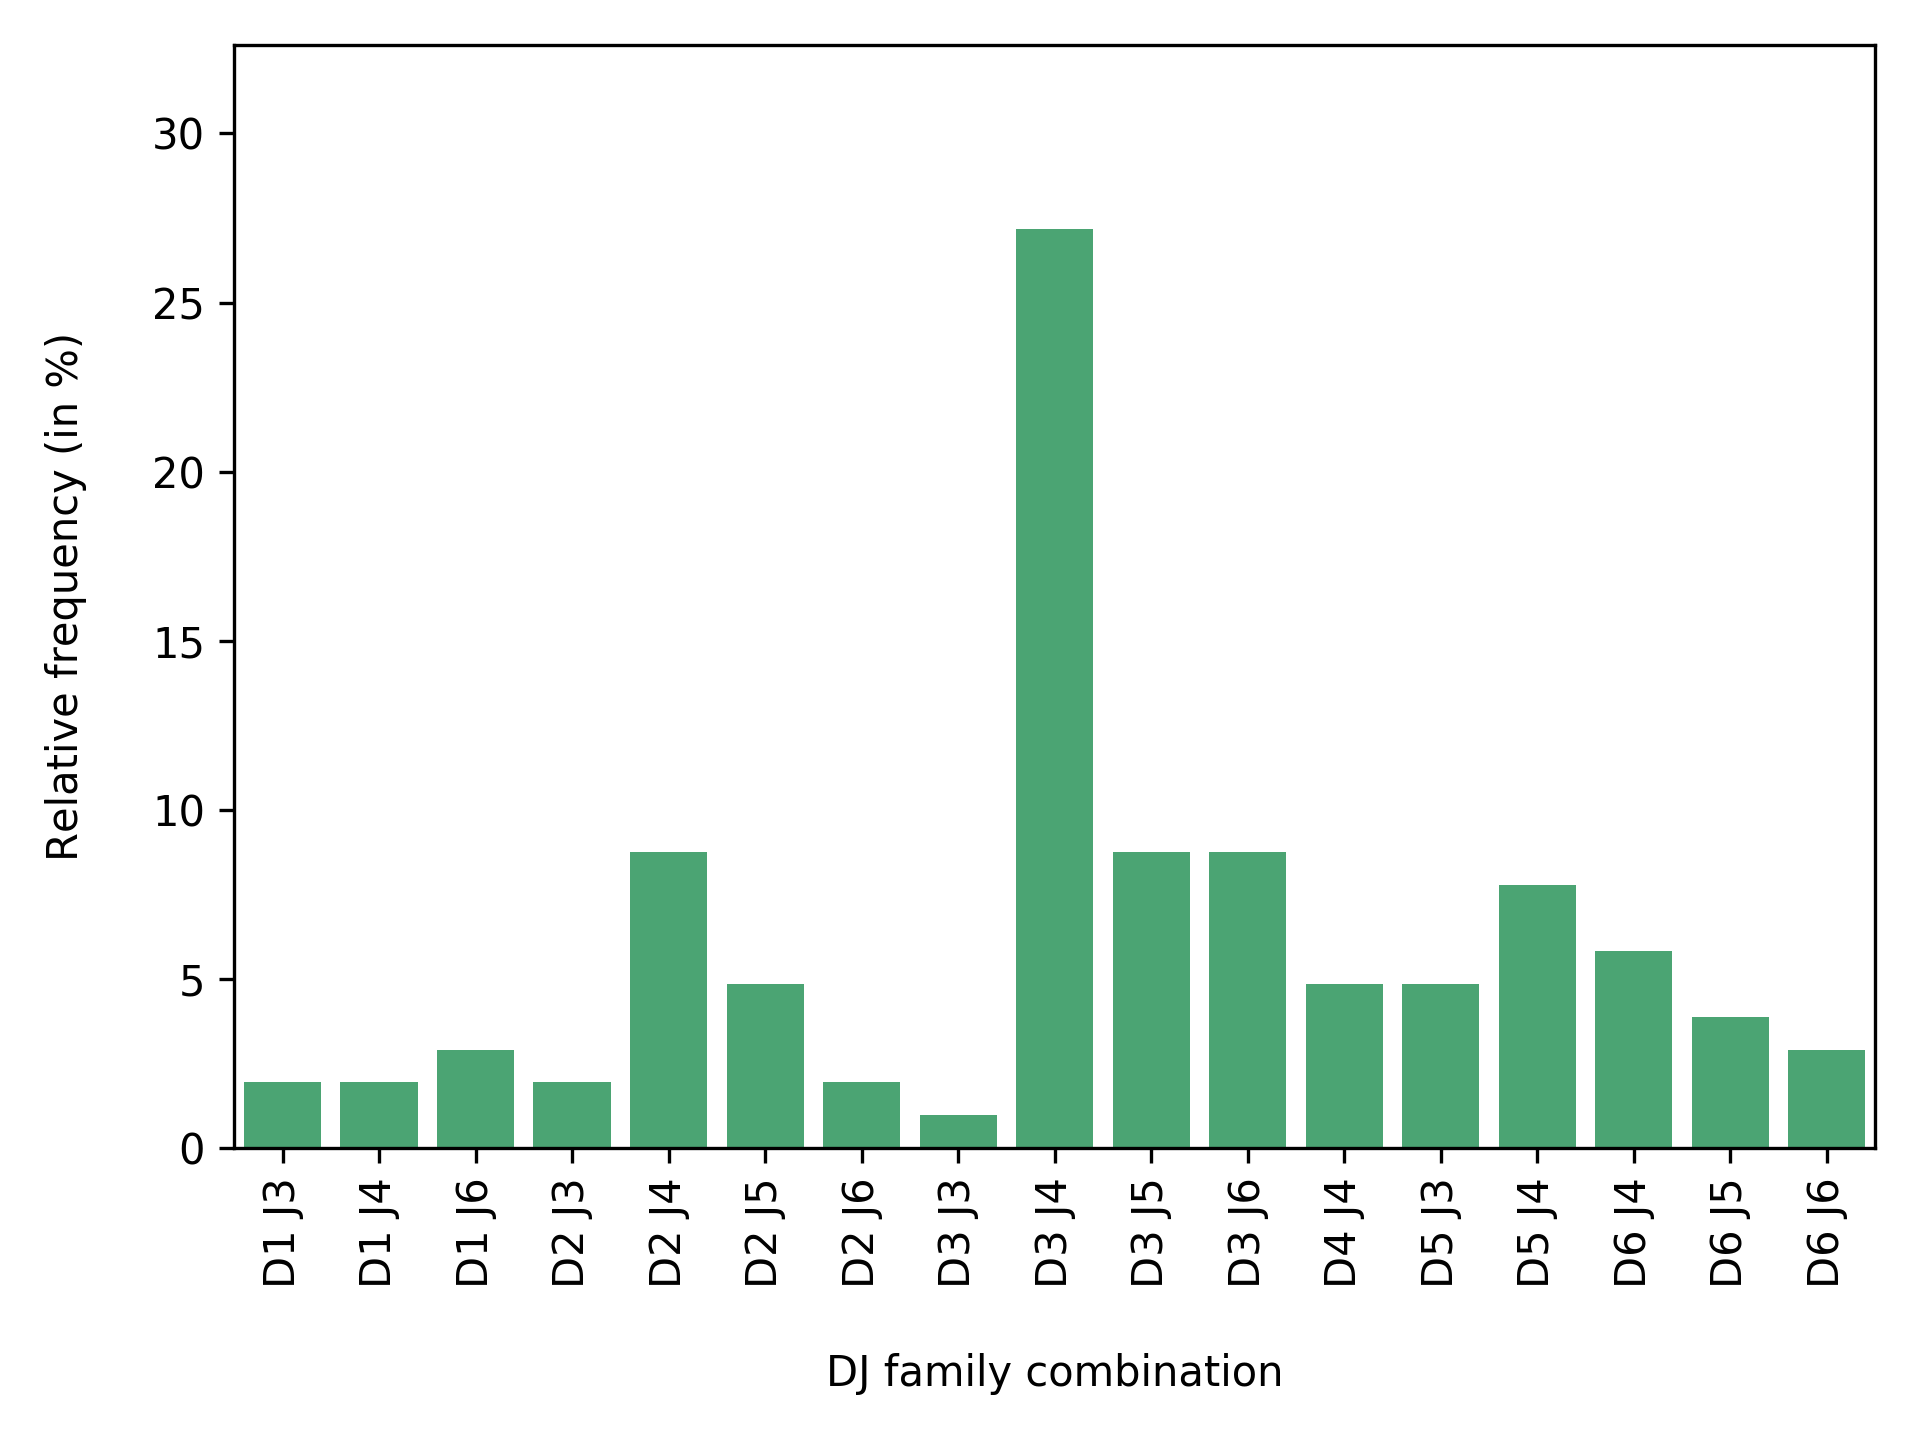 Relative frequency (in %)
30
25
20
15
10
5
0
D1 J3
D1 J4
D1 J6
D2 J3
D2 J4
D2 J5
D2 J6
D3 J3
D3 J4
D3 J5
D3 J6
D4 J4
D5 J3
D5 J4
D6 J4
D6 J5
D6 J6
DJ family combination